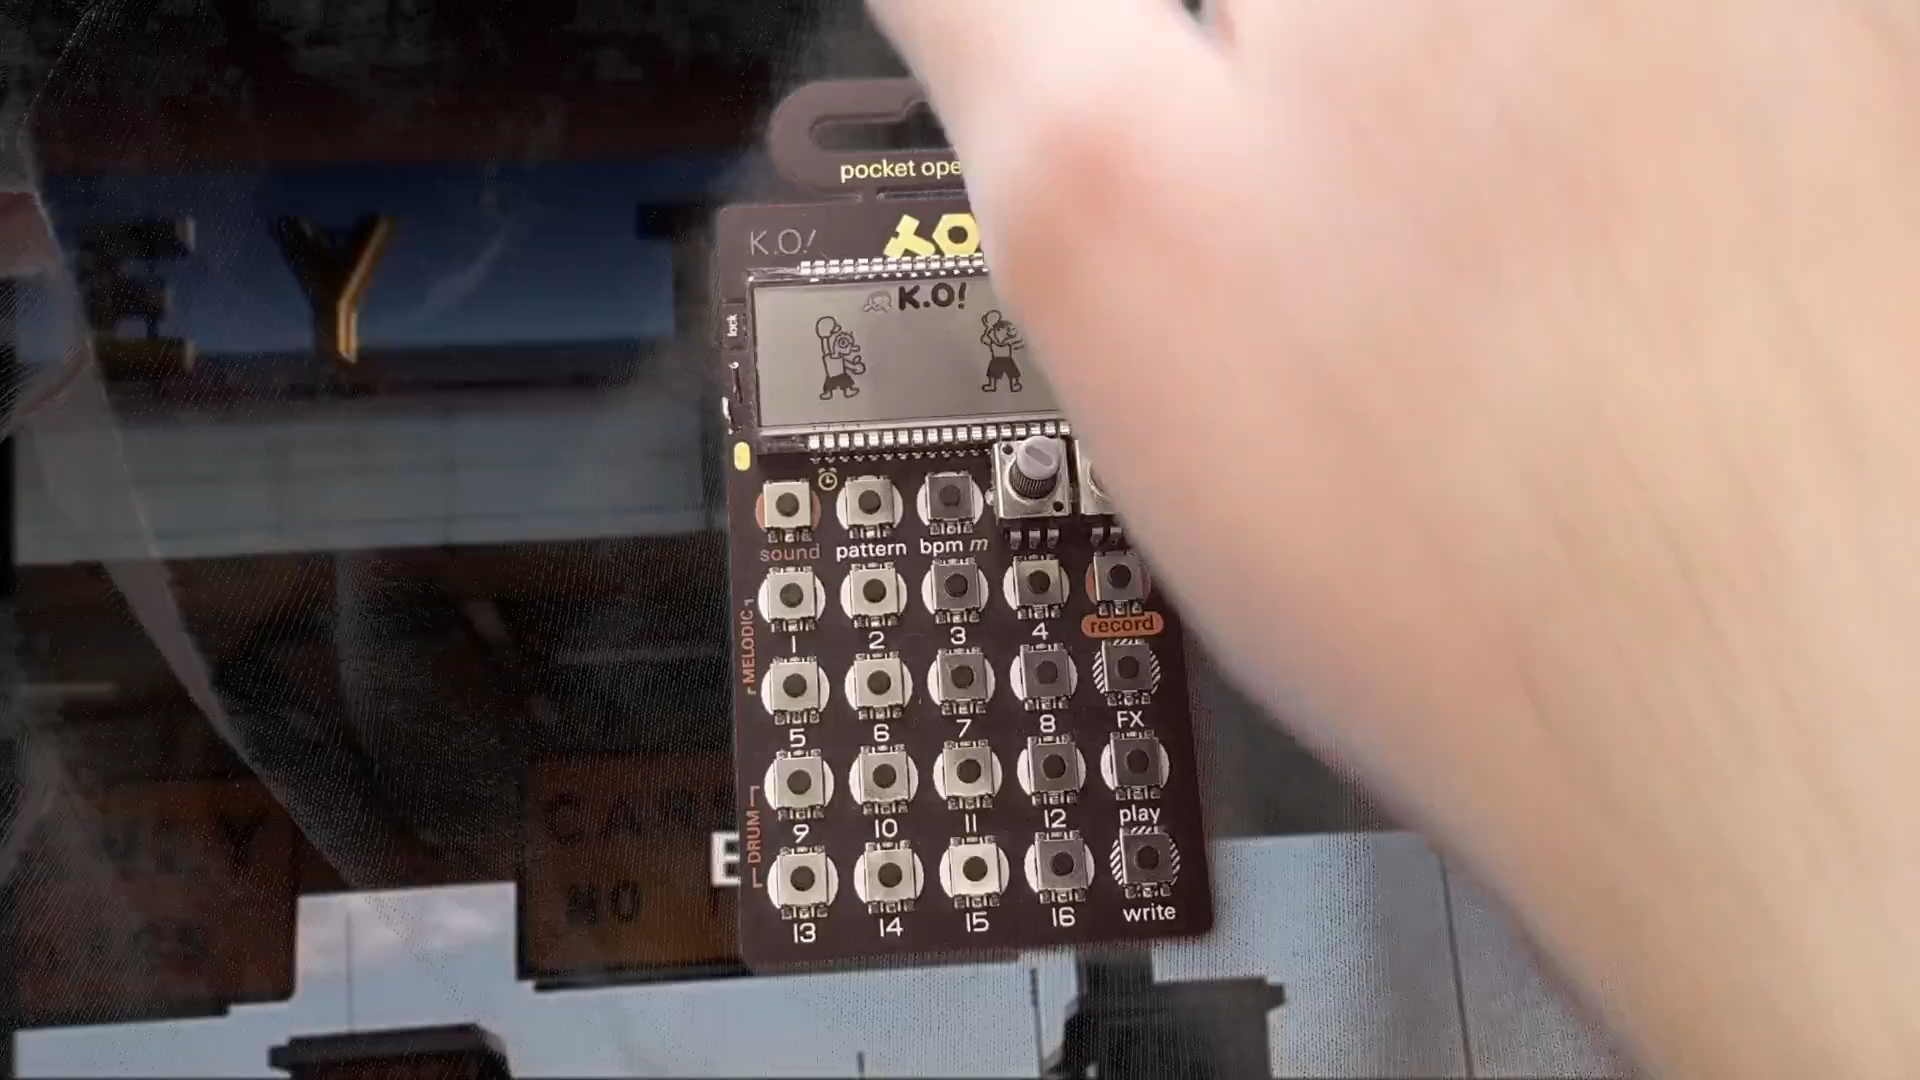 E Y
pocket ope
K.O!
K.O!
lock
sound
pattern
bpm m
MELODIC
1
2
3
4
record
5
6
7
8
FX
DRUM
9
10
11
12
play
13
14
15
16
write
NO